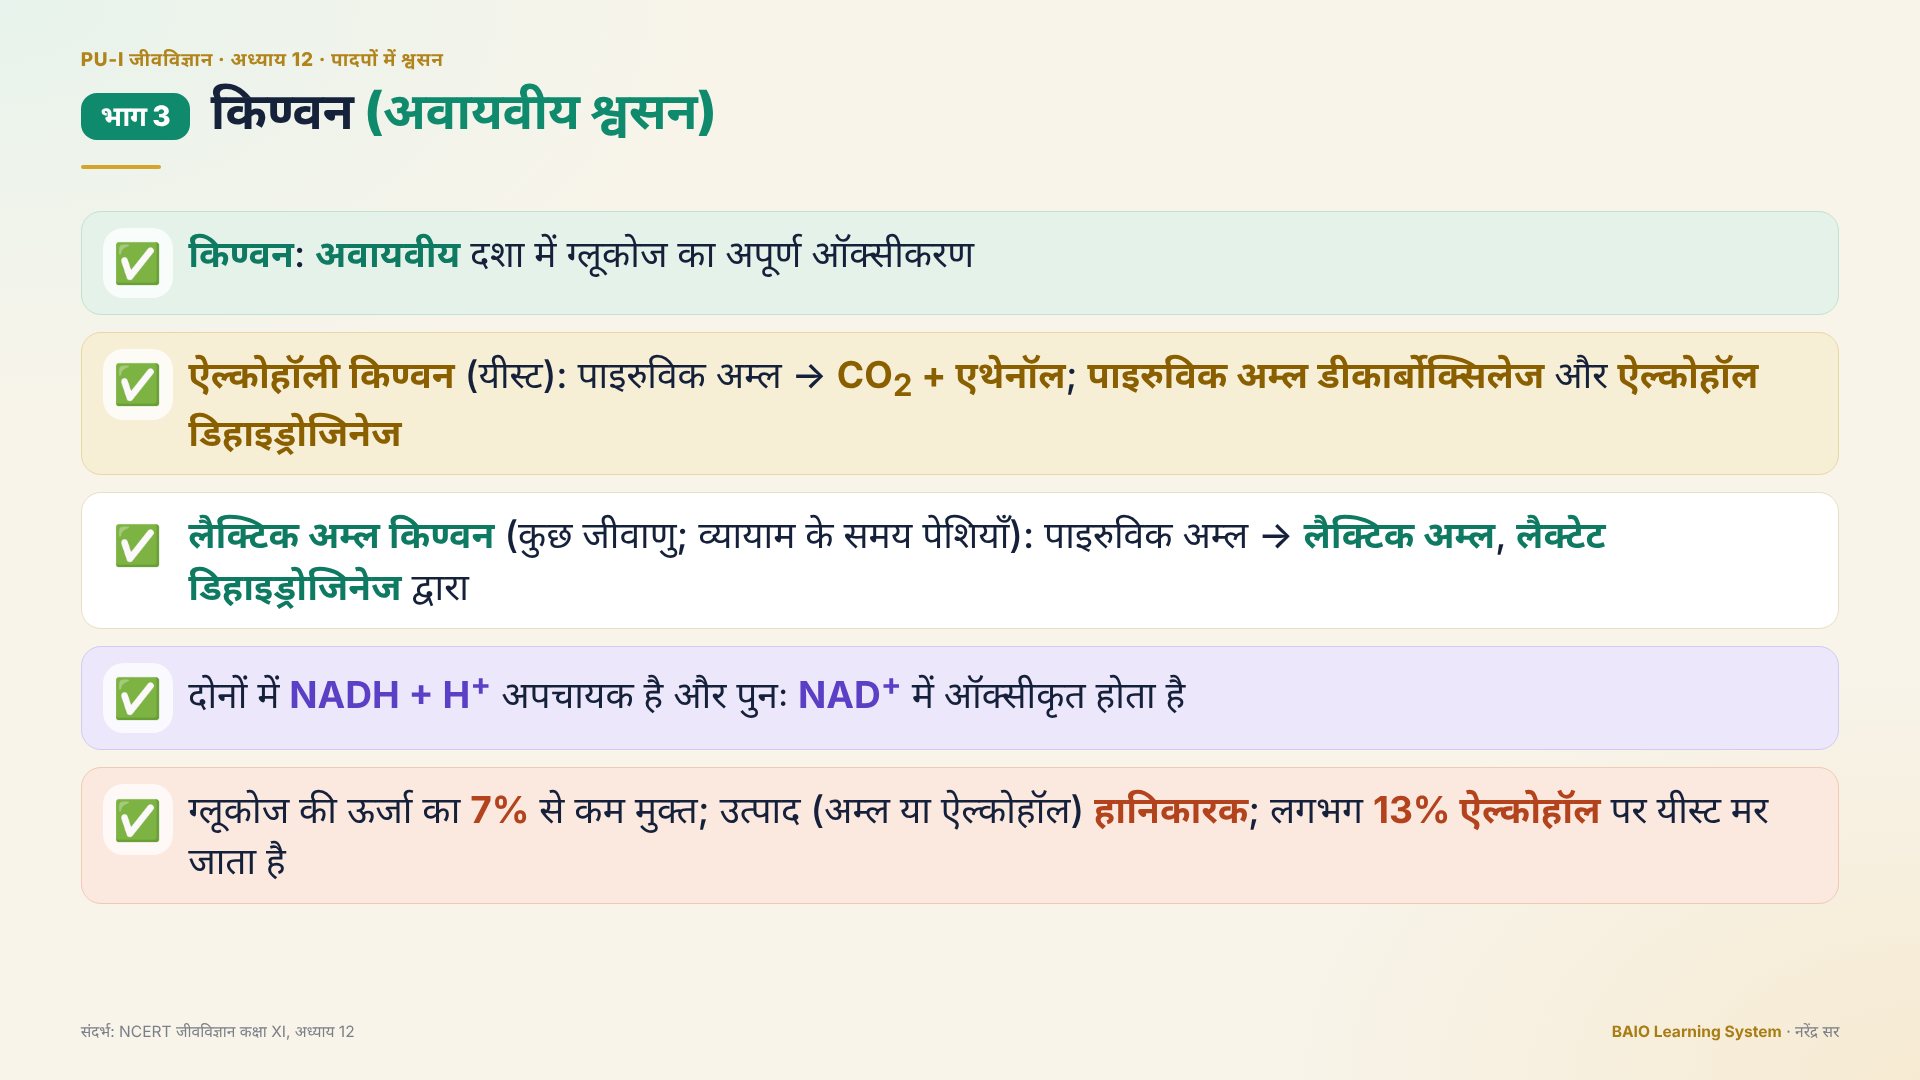 PU-I जीवविज्ञान · अध्याय 12 · पादपों में श्वसन
भाग 3 किण्वन (अवायवीय श्वसन)
✅ किण्वन: अवायवीय दशा में ग्लूकोज का अपूर्ण ऑक्सीकरण
✅ ऐल्कोहॉली किण्वन (यीस्ट): पाइरुविक अम्ल → CO₂ + एथेनॉल; पाइरुविक अम्ल डीकार्बोक्सिलेज और ऐल्कोहॉल
डिहाइड्रोजिनेज
✅ लैक्टिक अम्ल किण्वन (कुछ जीवाणु; व्यायाम के समय पेशियाँ): पाइरुविक अम्ल → लैक्टिक अम्ल, लैक्टेट
डिहाइड्रोजिनेज द्वारा
✅ दोनों में NADH + H⁺ अपचायक है और पुनः NAD⁺ में ऑक्सीकृत होता है
✅ ग्लूकोज की ऊर्जा का 7% से कम मुक्त; उत्पाद (अम्ल या ऐल्कोहॉल) हानिकारक; लगभग 13% ऐल्कोहॉल पर यीस्ट मर
जाता है
संदर्भ: NCERT जीवविज्ञान कक्षा XI, अध्याय 12
BAIO Learning System · नरेंद्र सर